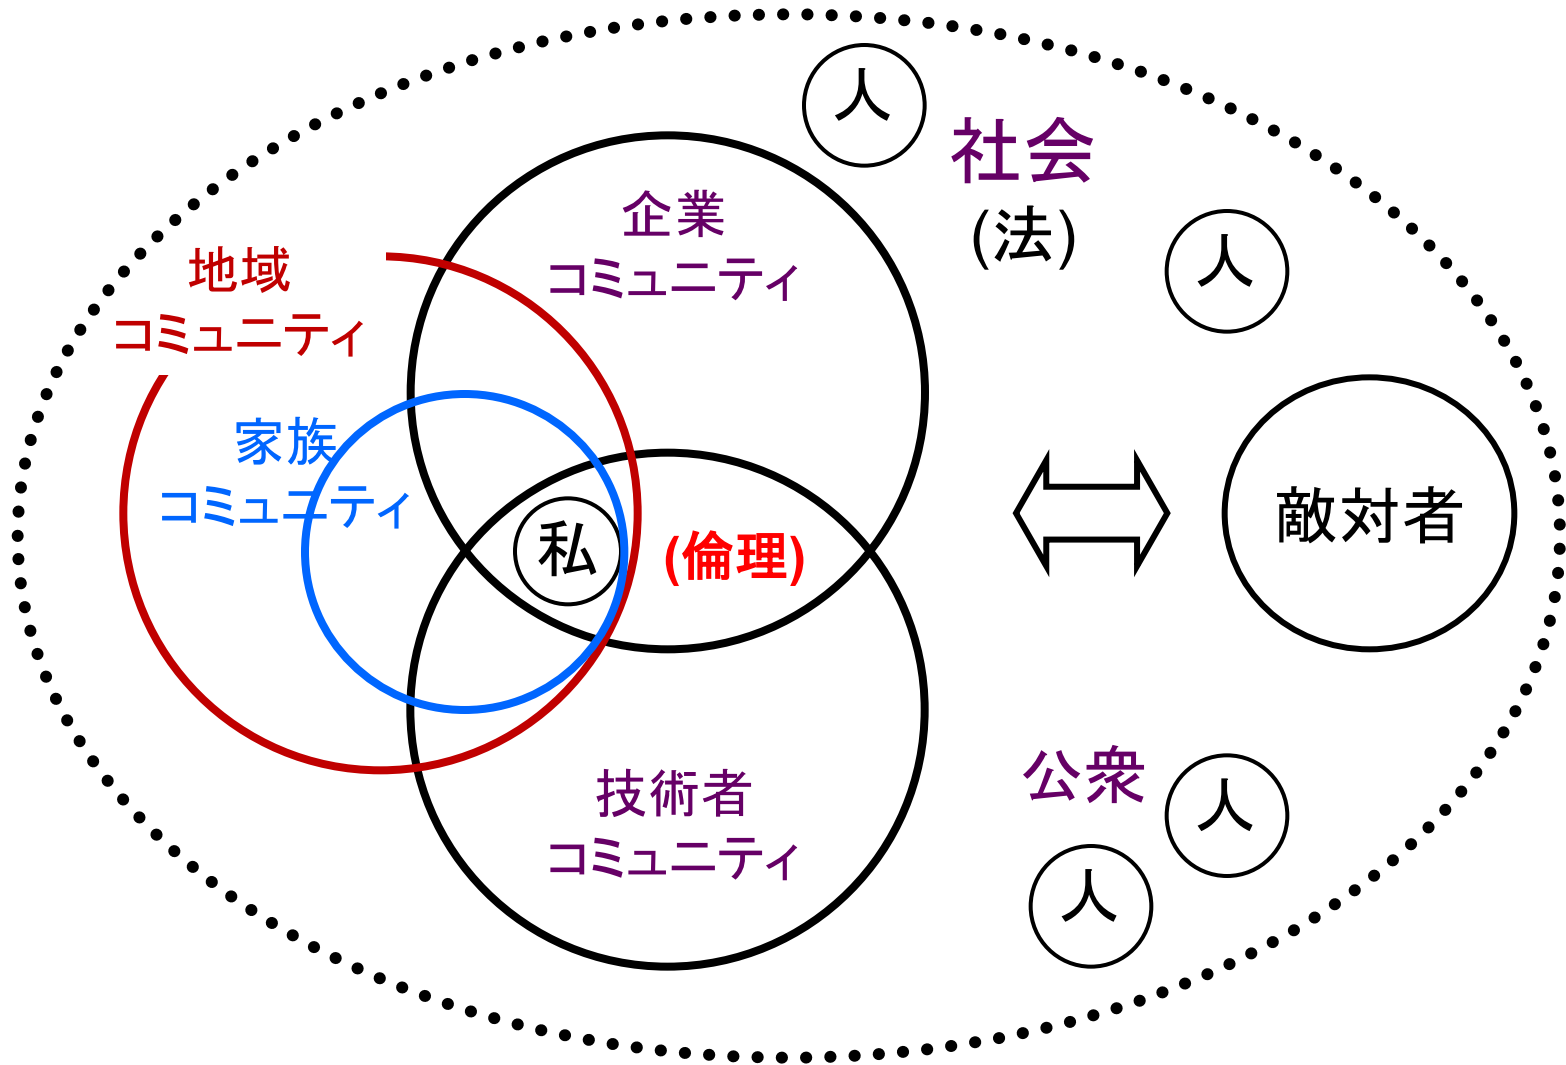 人
社会
(法)
人
企業
コミュニティ
地域
コミュニティ
家族
コミュニティ
私
(倫理)
敵対者
技術者
コミュニティ
公衆
人
人